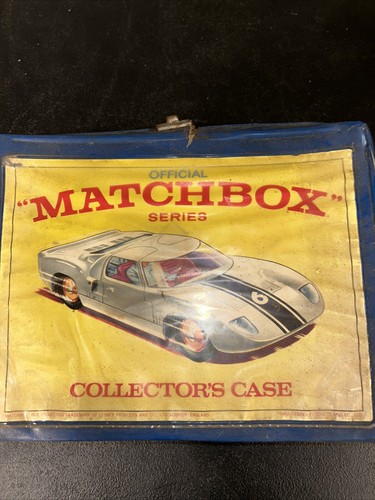 OFFICIAL
"MATCHBOX"
SERIES
6
COLLECTOR'S CASE